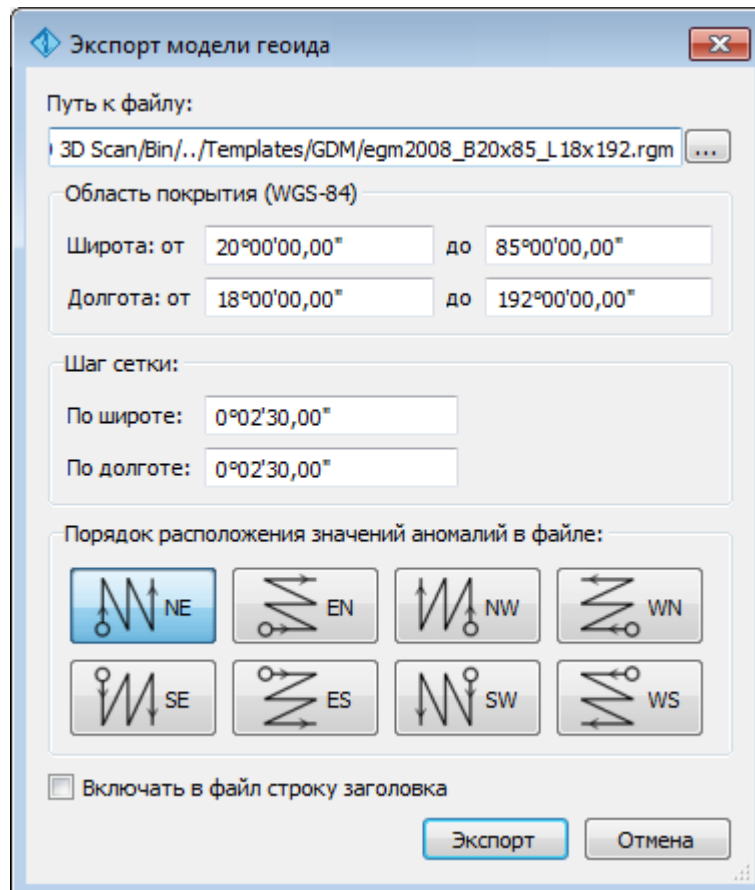 Экспорт модели геоида
Путь к файлу:
3D Scan/Bin/../Templates/GDM/egm2008_B20x85_L18x192.rgm ...
Область покрытия (WGS-84)
Широта: от 20°00'00,00" до 85°00'00,00"
Долгота: от 18°00'00,00" до 192°00'00,00"
Шаг сетки:
По широте: 0°02'30,00"
По долготе: 0°02'30,00"
Порядок расположения значений аномалий в файле:
NE EN NW WN
SE ES SW WS
Включать в файл строку заголовка
Экспорт Отмена